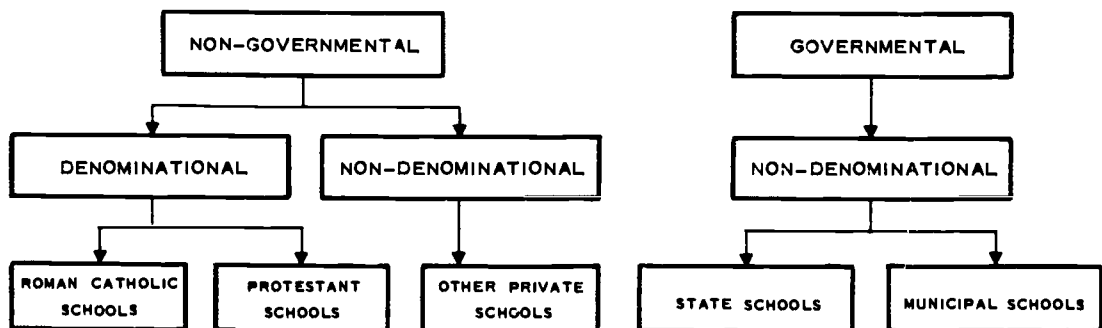 NON-GOVERNMENTAL
GOVERNMENTAL
DENOMINATIONAL
NON-DENOMINATIONAL
NON-DENOMINATIONAL
ROMAN CATHOLIC
SCHOOLS
PROTESTANT
SCHOOLS
OTHER PRIVATE
SCHOOLS
STATE SCHOOLS
MUNICIPAL SCHOOLS